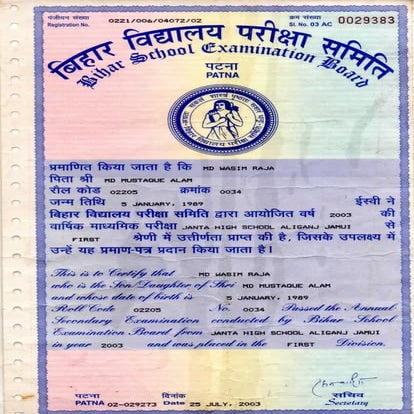 पंजीयन संख्या 0221/006/04072/02 क्रम संख्या
Registration No. Sl. No. 03 AC 0029383
बिहार विद्यालय परीक्षा समिति
Bihar School Examination Board
पटना
PATNA
प्रमाणित किया जाता है कि MD WASIM RAJA
पिता श्री MD MUSTAQUE ALAM
रौल कोड 02205 क्रमांक 0034
जन्म तिथि 5 JANUARY, 1989 ईस्वी ने
बिहार विद्यालय परीक्षा समिति द्वारा आयोजित वर्ष 2003 की
वार्षिक माध्यमिक परीक्षा JANTA HIGH SCHOOL ALIGANJ JAMUI से
FIRST श्रेणी में उत्तीर्णता प्राप्त की है, जिसके उपलक्ष्य में
उन्हें यह प्रमाण-पत्र प्रदान किया जाता है।
This is to Certify that MD WASIM RAJA
who is the Son/Daughter of Shri MD MUSTAQUE ALAM
and whose date of birth is 5 JANUARY, 1989
Roll Code 02205 No. 0034 Passed the Annual
Secondary Examination conducted by Bihar School
Examination Board from JANTA HIGH SCHOOL ALIGANJ JAMUI
in year 2003 and was placed in the FIRST Division.
पटना दिनांक सचिव
PATNA 02-029273 Date 25 JULY, 2003 Secretary